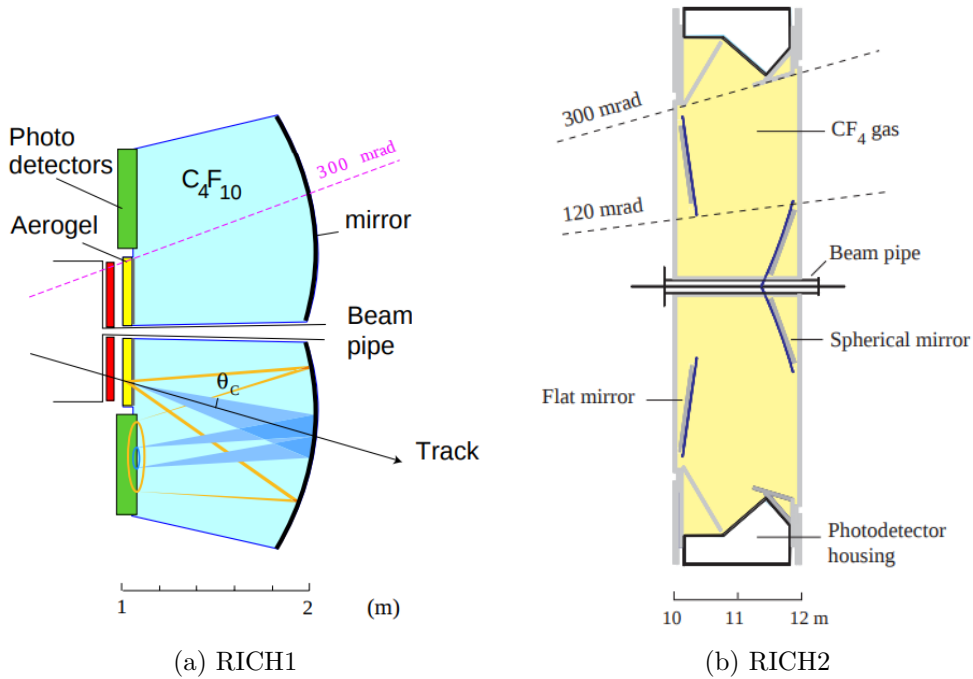 Photo
detectors
Aerogel
C₄F₁₀
300 mrad
mirror
Beam
pipe
θ_C
Track
1
2
(m)
(a) RICH1
300 mrad
CF₄ gas
120 mrad
Beam pipe
Spherical mirror
Flat mirror
Photodetector
housing
10
11
12 m
(b) RICH2